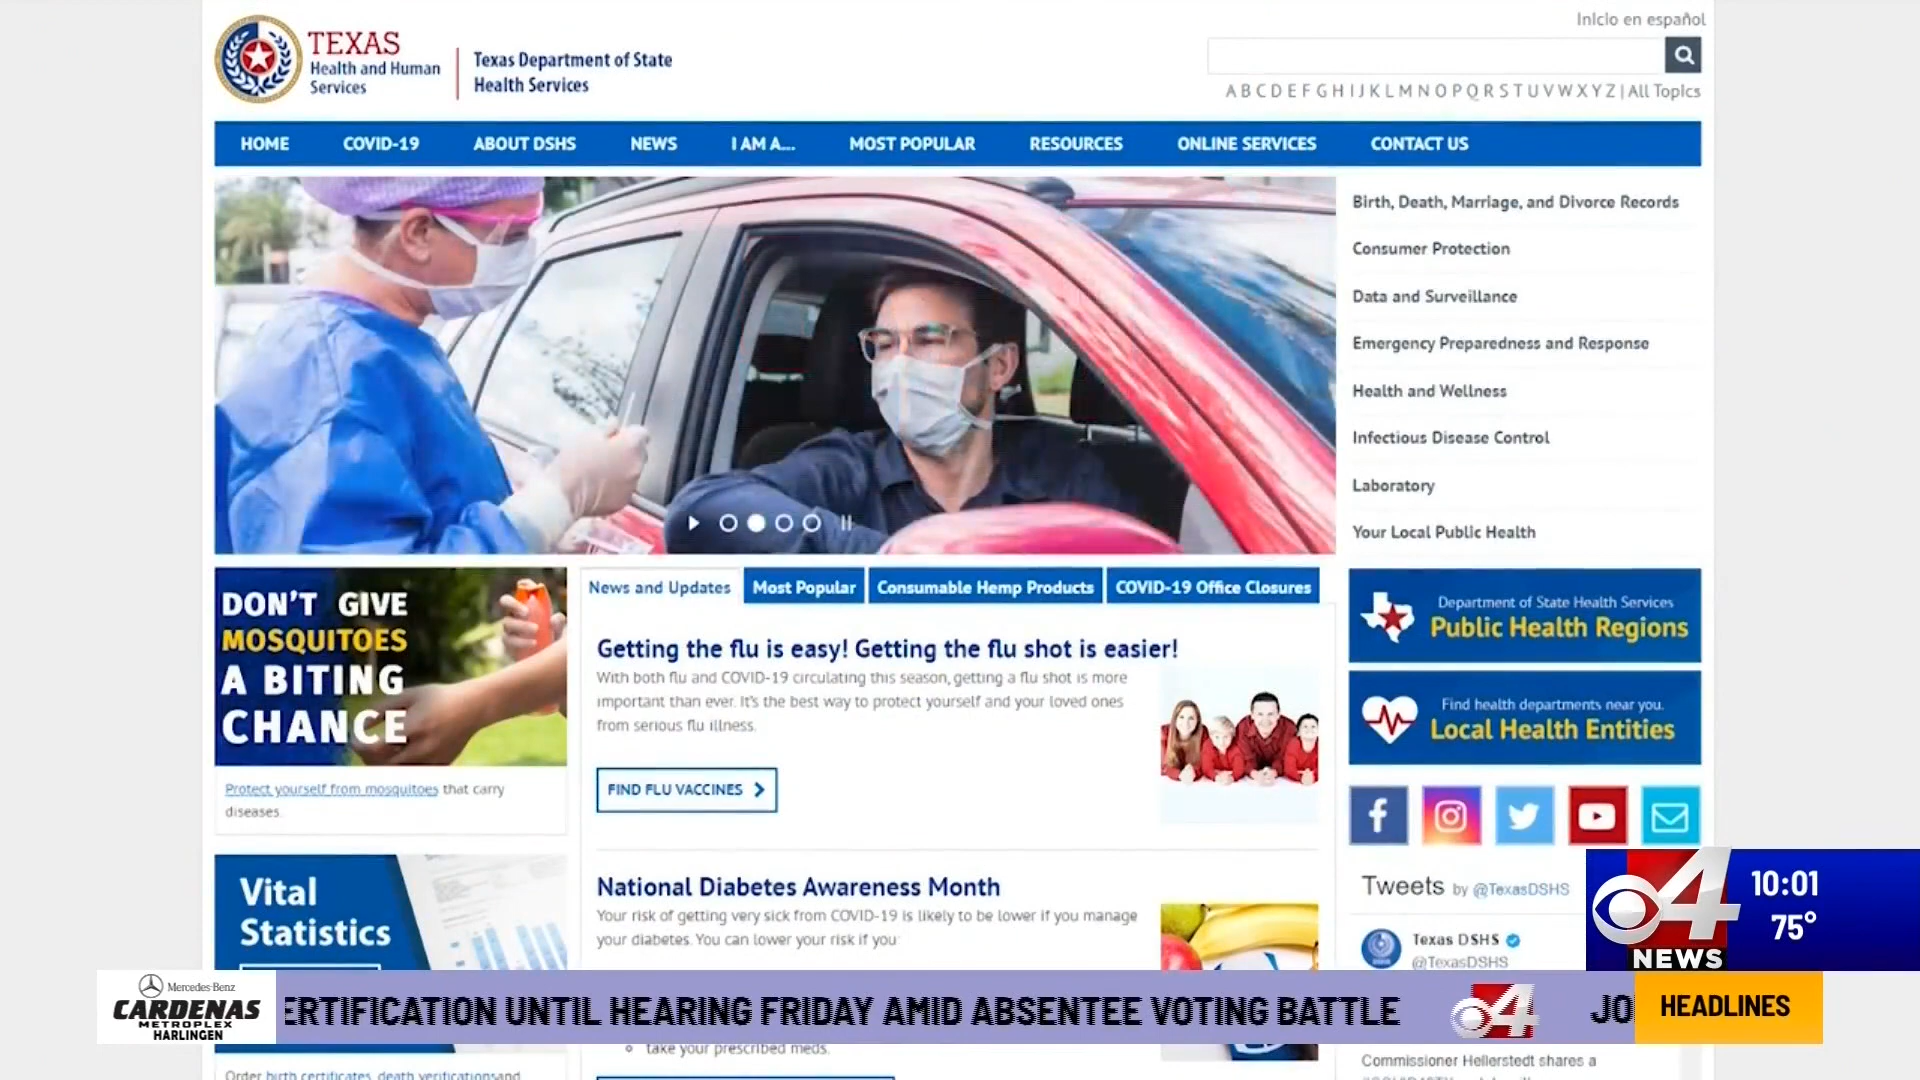 Inicio en español
TEXAS
Health and Human
Services
Texas Department of State
Health Services
A B C D E F G H I J K L M N O P Q R S T U V W X Y Z | All Topics
HOME
COVID-19
ABOUT DSHS
NEWS
I AM A...
MOST POPULAR
RESOURCES
ONLINE SERVICES
CONTACT US
Birth, Death, Marriage, and Divorce Records
Consumer Protection
Data and Surveillance
Emergency Preparedness and Response
Health and Wellness
Infectious Disease Control
Laboratory
Your Local Public Health
DON'T GIVE
MOSQUITOES
A BITING
CHANCE
Protect yourself from mosquitoes that carry
diseases.
Vital
Statistics
Order birth certificates, death verifications and
News and Updates
Most Popular
Consumable Hemp Products
COVID-19 Office Closures
Getting the flu is easy! Getting the flu shot is easier!
With both flu and COVID-19 circulating this season, getting a flu shot is more
important than ever. It's the best way to protect yourself and your loved ones
from serious flu illness.
FIND FLU VACCINES
National Diabetes Awareness Month
Your risk of getting very sick from COVID-19 is likely to be lower if you manage
your diabetes. You can lower your risk if you:
take your prescribed meds.
Department of State Health Services
Public Health Regions
Find health departments near you.
Local Health Entities
Tweets by @TexasDSHS
Texas DSHS
@TexasDSHS
Commissioner Hellerstedt shares a
4
NEWS
10:01
75°
Mercedes-Benz
CARDENAS
METROPLEX
HARLINGEN
ERTIFICATION UNTIL HEARING FRIDAY AMID ABSENTEE VOTING BATTLE
4
JO
HEADLINES